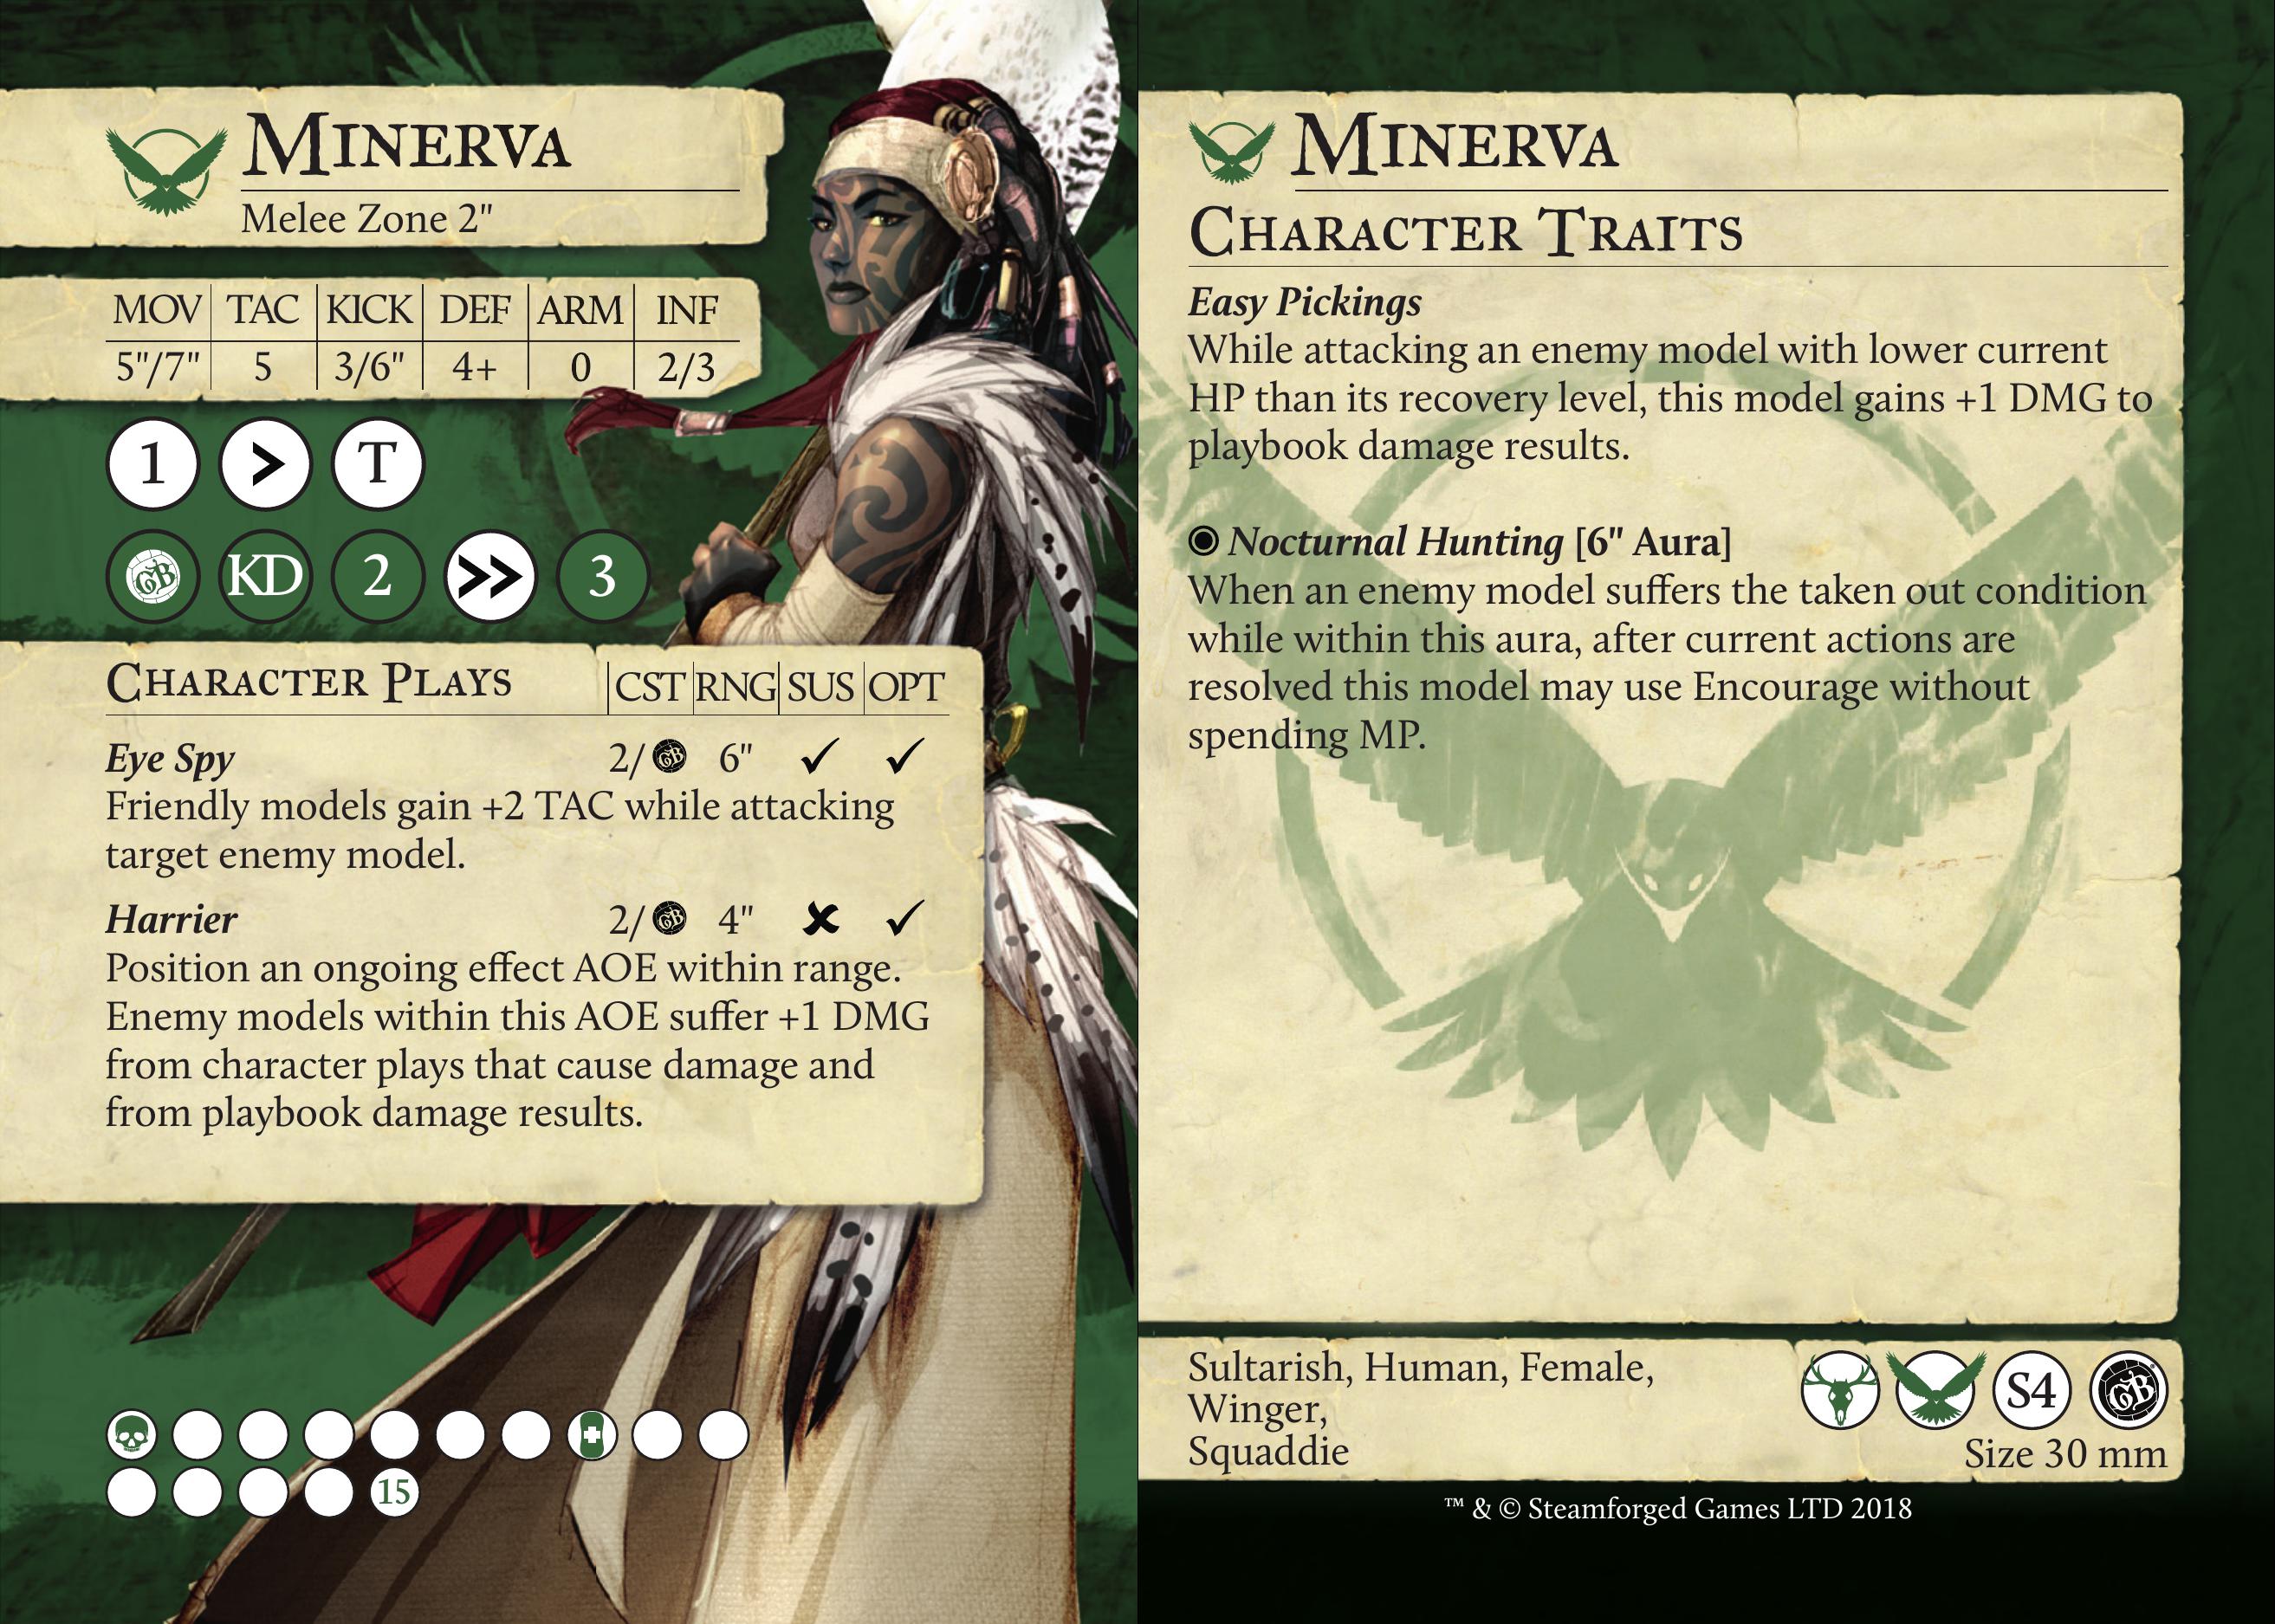 MINERVA
Melee Zone 2"
MOV TAC KICK DEF ARM INF
5"/7" 5 3/6" 4+ 0 2/3
1 > T
GB KD 2 >> 3
CHARACTER PLAYS CST RNG SUS OPT
Eye Spy 2/GB 6" ✓ ✓
Friendly models gain +2 TAC while attacking
target enemy model.
Harrier 2/GB 4" ✘ ✓
Position an ongoing effect AOE within range.
Enemy models within this AOE suffer +1 DMG
from character plays that cause damage and
from playbook damage results.
15
MINERVA
CHARACTER TRAITS
Easy Pickings
While attacking an enemy model with lower current
HP than its recovery level, this model gains +1 DMG to
playbook damage results.
Nocturnal Hunting [6" Aura]
When an enemy model suffers the taken out condition
while within this aura, after current actions are
resolved this model may use Encourage without
spending MP.
Sultarish, Human, Female,
Winger,
Squaddie
S4 GB
Size 30 mm
™ & © Steamforged Games LTD 2018